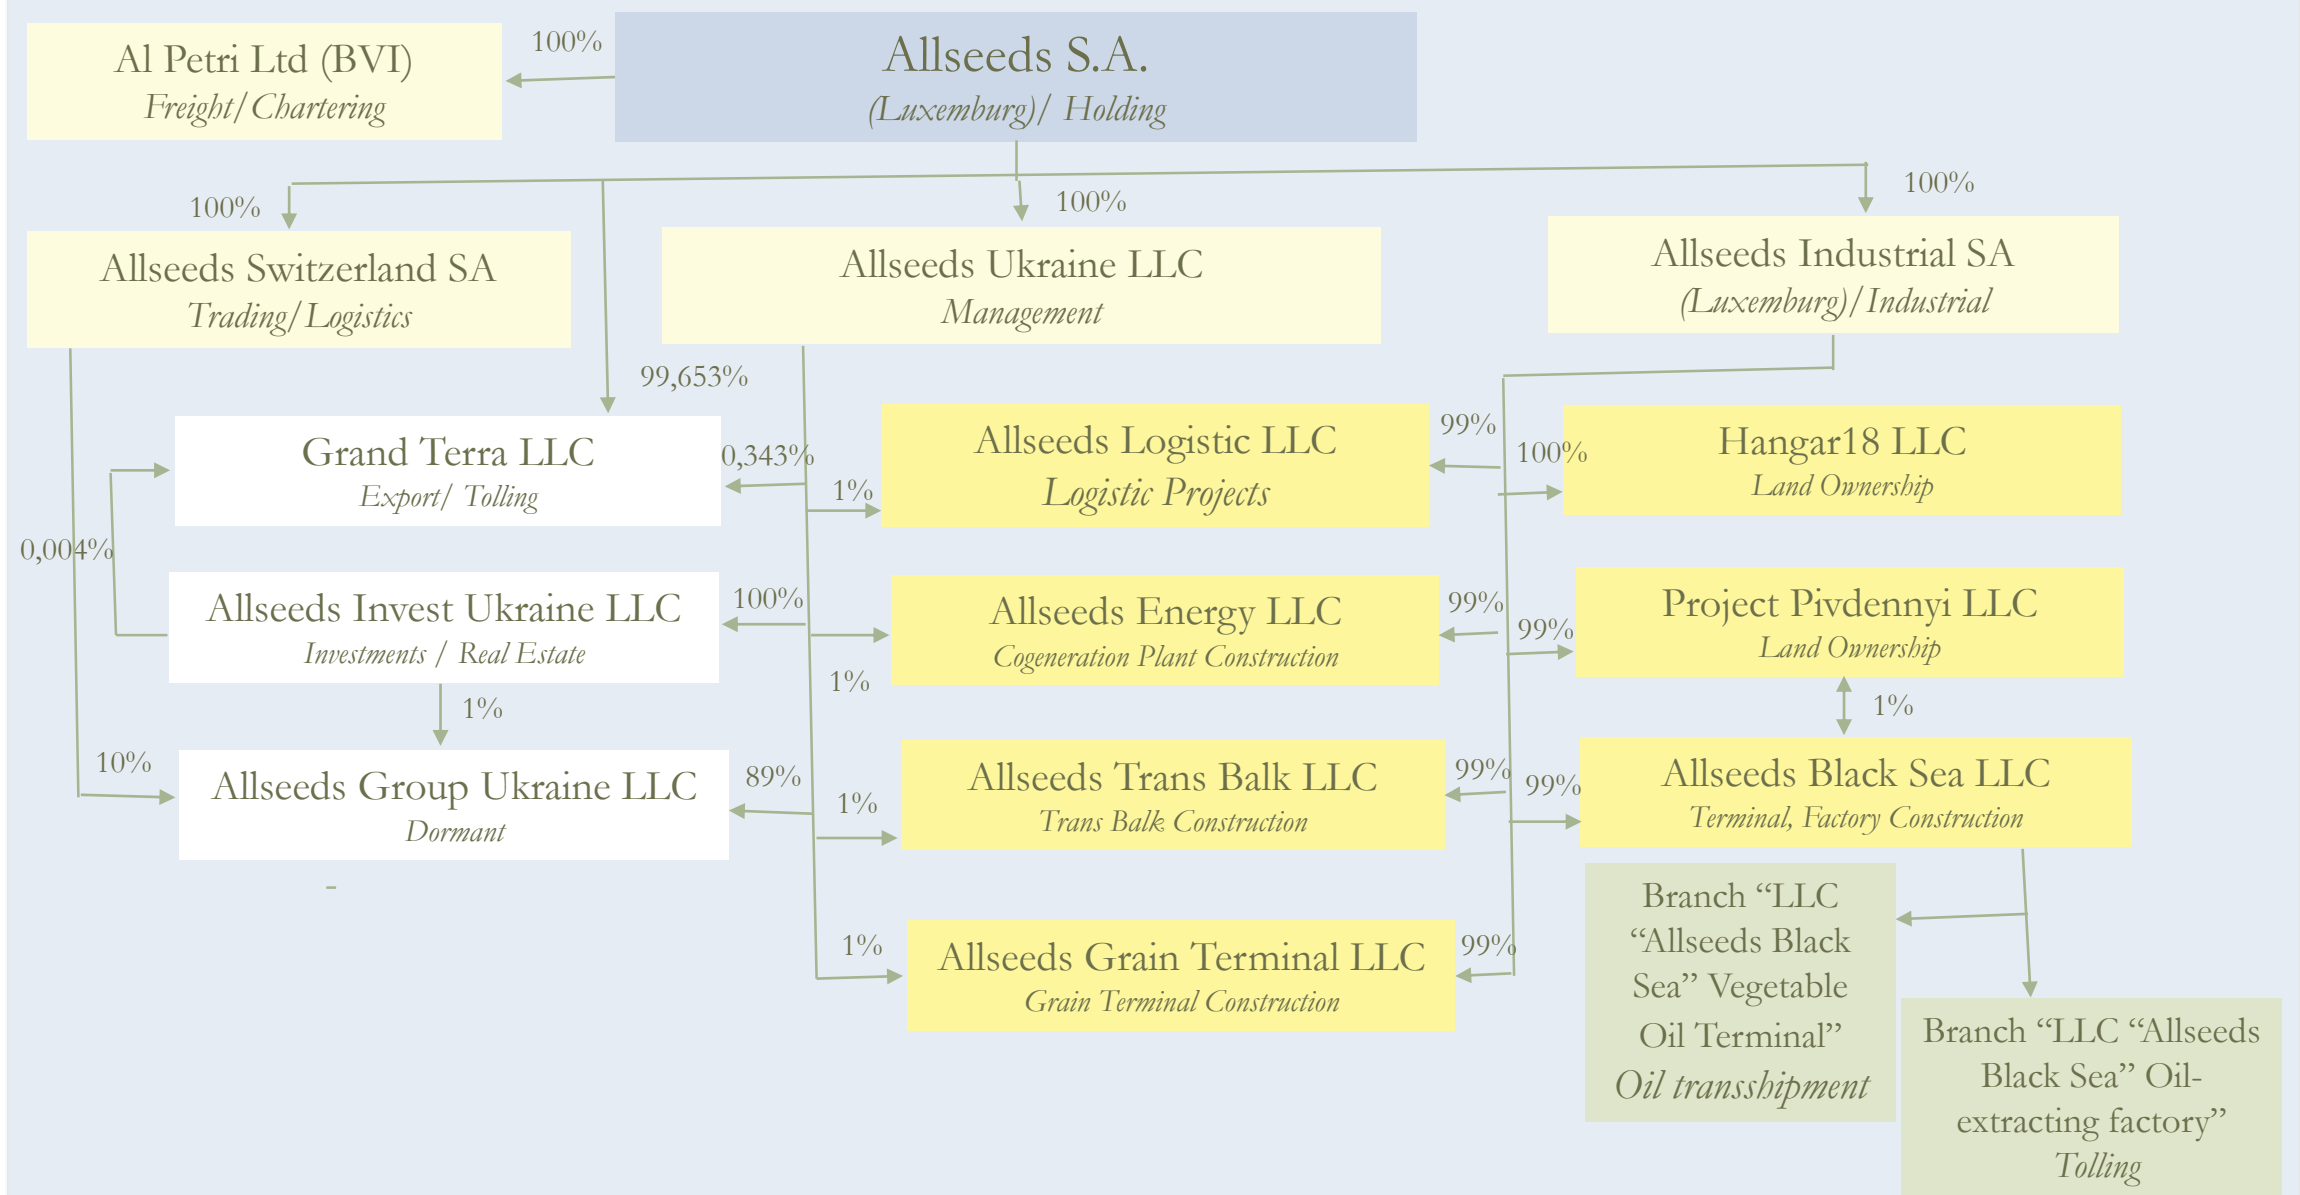 Al Petri Ltd (BVI)
Freight/Chartering
100%
Allseeds S.A.
(Luxemburg)/ Holding
100%
100%
100%
Allseeds Switzerland SA
Trading/Logistics
Allseeds Ukraine LLC
Management
Allseeds Industrial SA
(Luxemburg)/Industrial
99,653%
Grand Terra LLC
Export/ Tolling
0,343%
1%
Allseeds Logistic LLC
Logistic Projects
99%
100%
Hangar18 LLC
Land Ownership
0,004%
Allseeds Invest Ukraine LLC
Investments / Real Estate
100%
1%
Allseeds Energy LLC
Cogeneration Plant Construction
99%
99%
Project Pivdennyi LLC
Land Ownership
1%
1%
10%
Allseeds Group Ukraine LLC
Dormant
89%
1%
Allseeds Trans Balk LLC
Trans Balk Construction
99%
99%
Allseeds Black Sea LLC
Terminal, Factory Construction
-
1%
Allseeds Grain Terminal LLC
Grain Terminal Construction
99%
Branch “LLC
“Allseeds Black
Sea” Vegetable
Oil Terminal”
Oil transshipment
Branch “LLC “Allseeds
Black Sea” Oil-
extracting factory”
Tolling